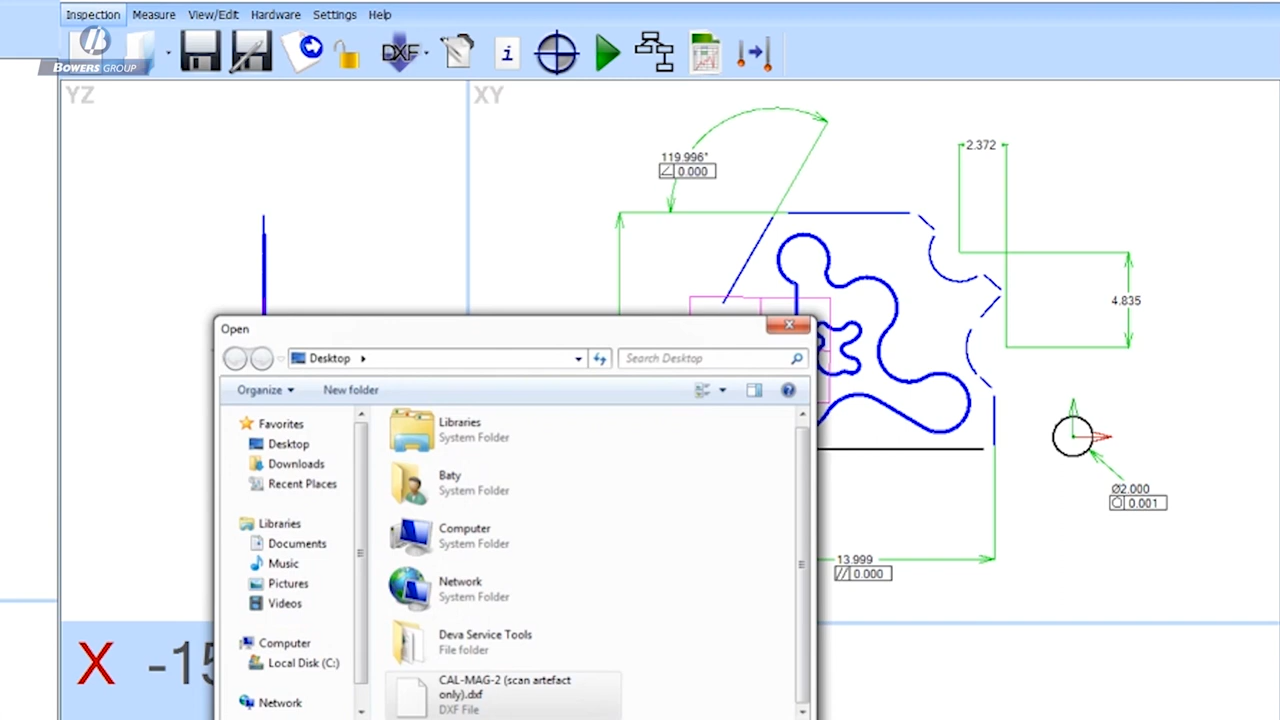 Inspection Measure View/Edit Hardware Settings Help
BOWERS GROUP
DXF
i
YZ
XY
119.996°
0.000
2.372
4.835
Ø2.000
0.001
13.999
0.000
Open
Desktop
Search Desktop
Organize New folder
Favorites
Desktop
Downloads
Recent Places
Libraries
Documents
Music
Pictures
Videos
Computer
Local Disk (C:)
Network
Libraries
System Folder
Baty
System Folder
Computer
System Folder
Network
System Folder
Deva Service Tools
File folder
CAL-MAG-2 (scan artefact
only).dxf
DXF File
X -15